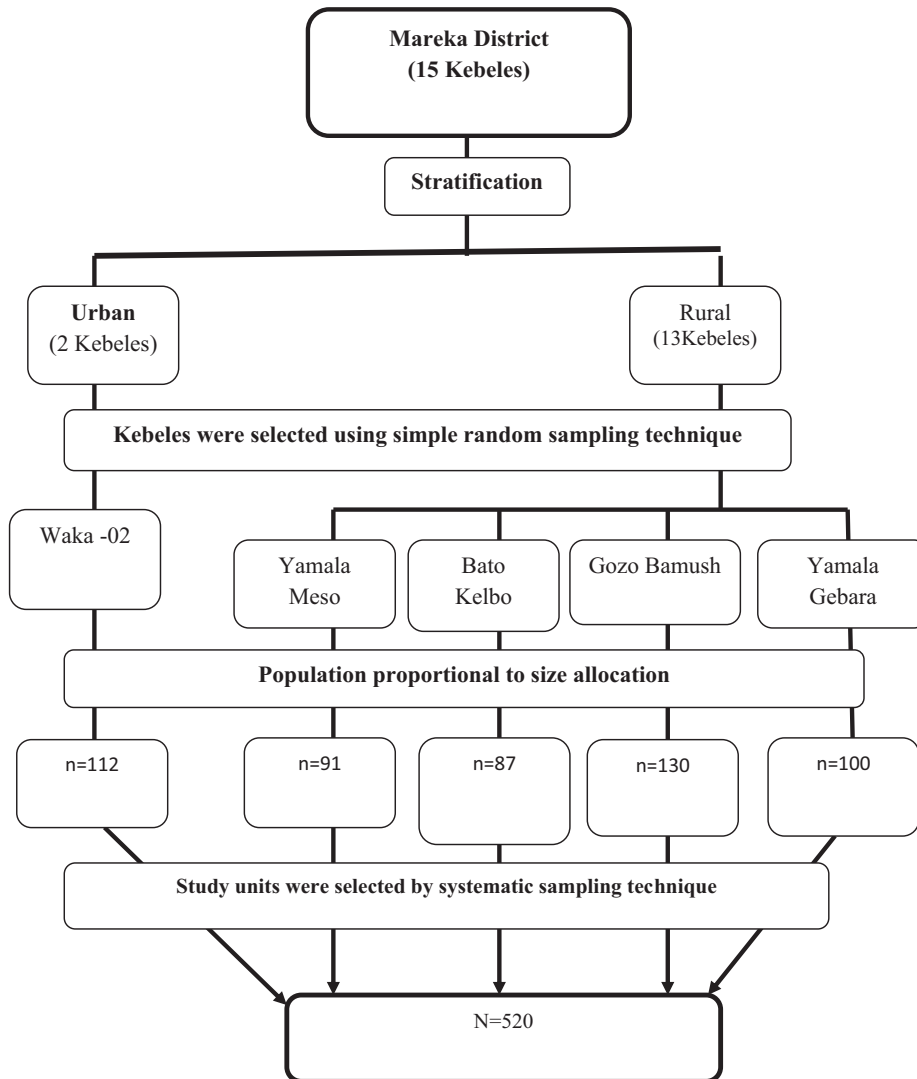 Mareka District
(15 Kebeles)
Stratification
Urban
(2 Kebeles)
Rural
(13Kebeles)
Kebeles were selected using simple random sampling technique
Waka -02
Yamala
Meso
Bato
Kelbo
Gozo Bamush
Yamala
Gebara
Population proportional to size allocation
n=112
n=91
n=87
n=130
n=100
Study units were selected by systematic sampling technique
N=520